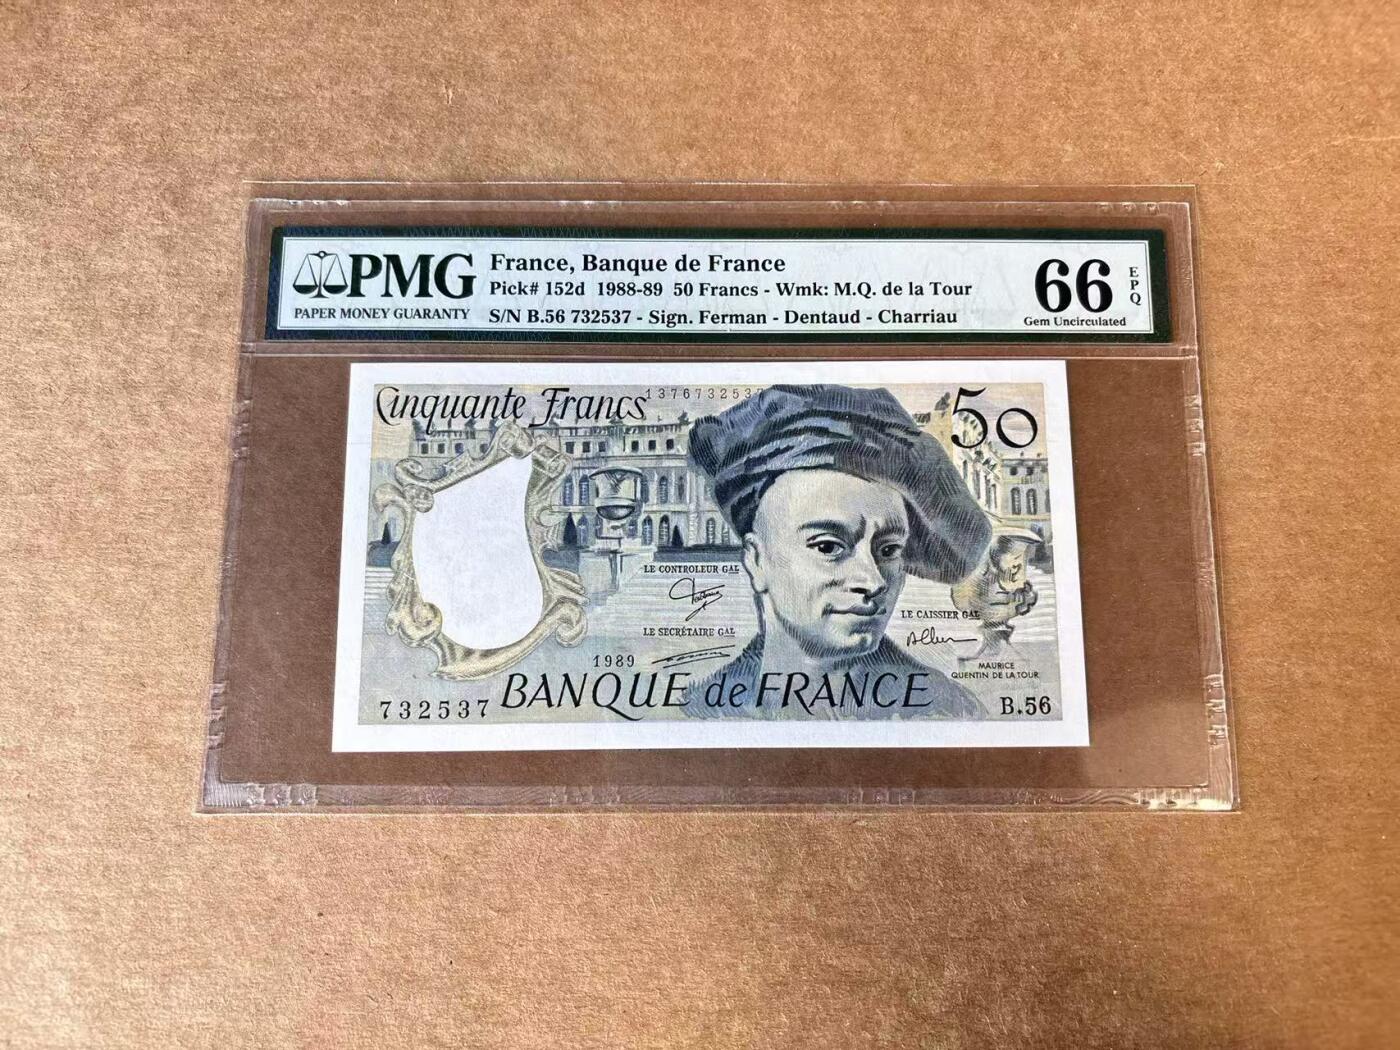 PMG
PAPER MONEY GUARANTY
France, Banque de France
Pick# 152d 1988-89 50 Francs - Wmk: M.Q. de la Tour
S/N B.56 732537 - Sign. Ferman - Dentaud - Charriau
66
EPQ
Gem Uncirculated
Cinquante Francs
1376732537
50
LE CONTROLEUR GAL
LE SECRÉTAIRE GAL
LE CAISSIER GAL
1989
MAURICE
QUENTIN DE LA TOUR
732537
BANQUE de FRANCE
B.56